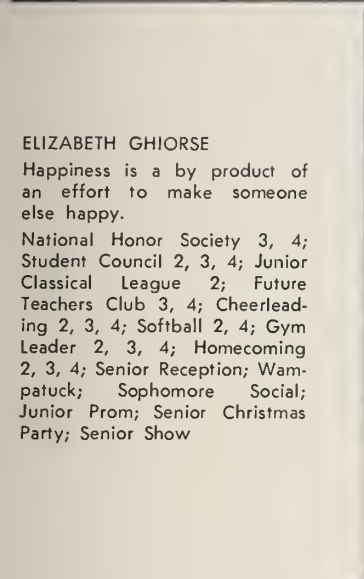 ELIZABETH GHIORSE
Happiness is a by product of
an effort to make someone
else happy.
National Honor Society 3, 4;
Student Council 2, 3, 4; Junior
Classical League 2; Future
Teachers Club 3, 4; Cheerlead-
ing 2, 3, 4; Softball 2, 4; Gym
Leader 2, 3, 4; Homecoming
2, 3, 4; Senior Reception; Wam-
patuck; Sophomore Social;
Junior Prom; Senior Christmas
Party; Senior Show